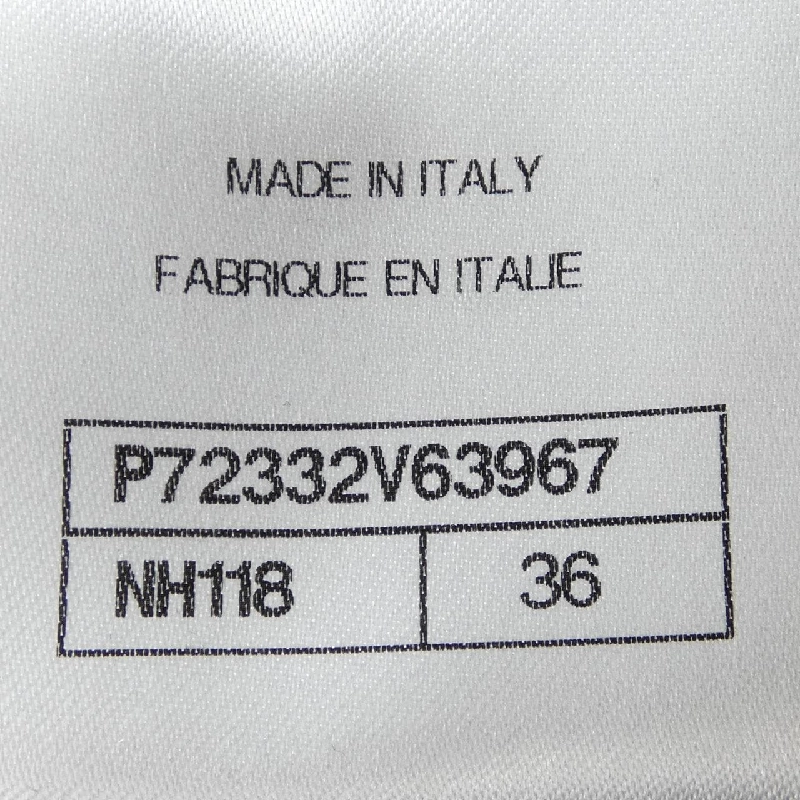 MADE IN ITALY
FABRIQUE EN ITALIE
P72332V63967
NH118 36